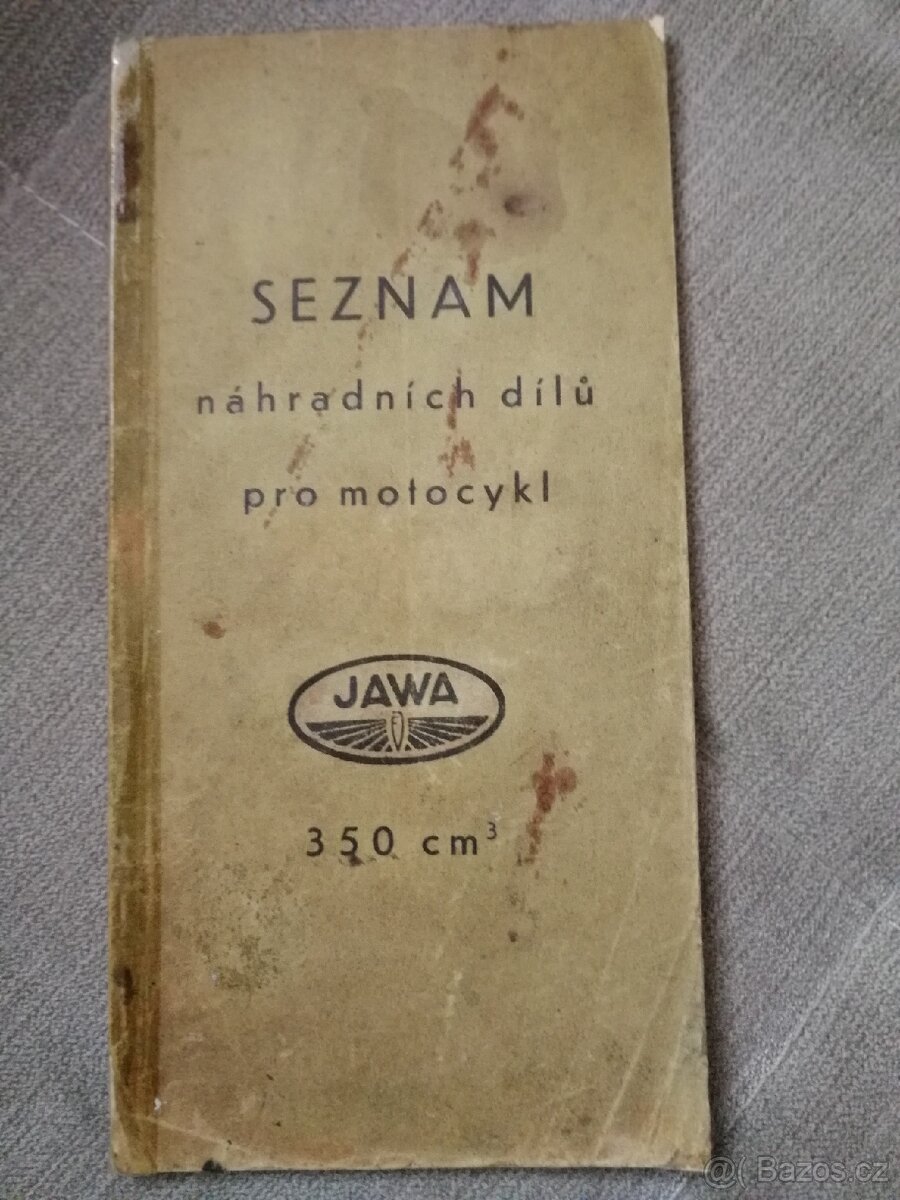 SEZNAM
náhradních dílů
pro motocykl
JAWA
350 cm³
@( Bazos.cz